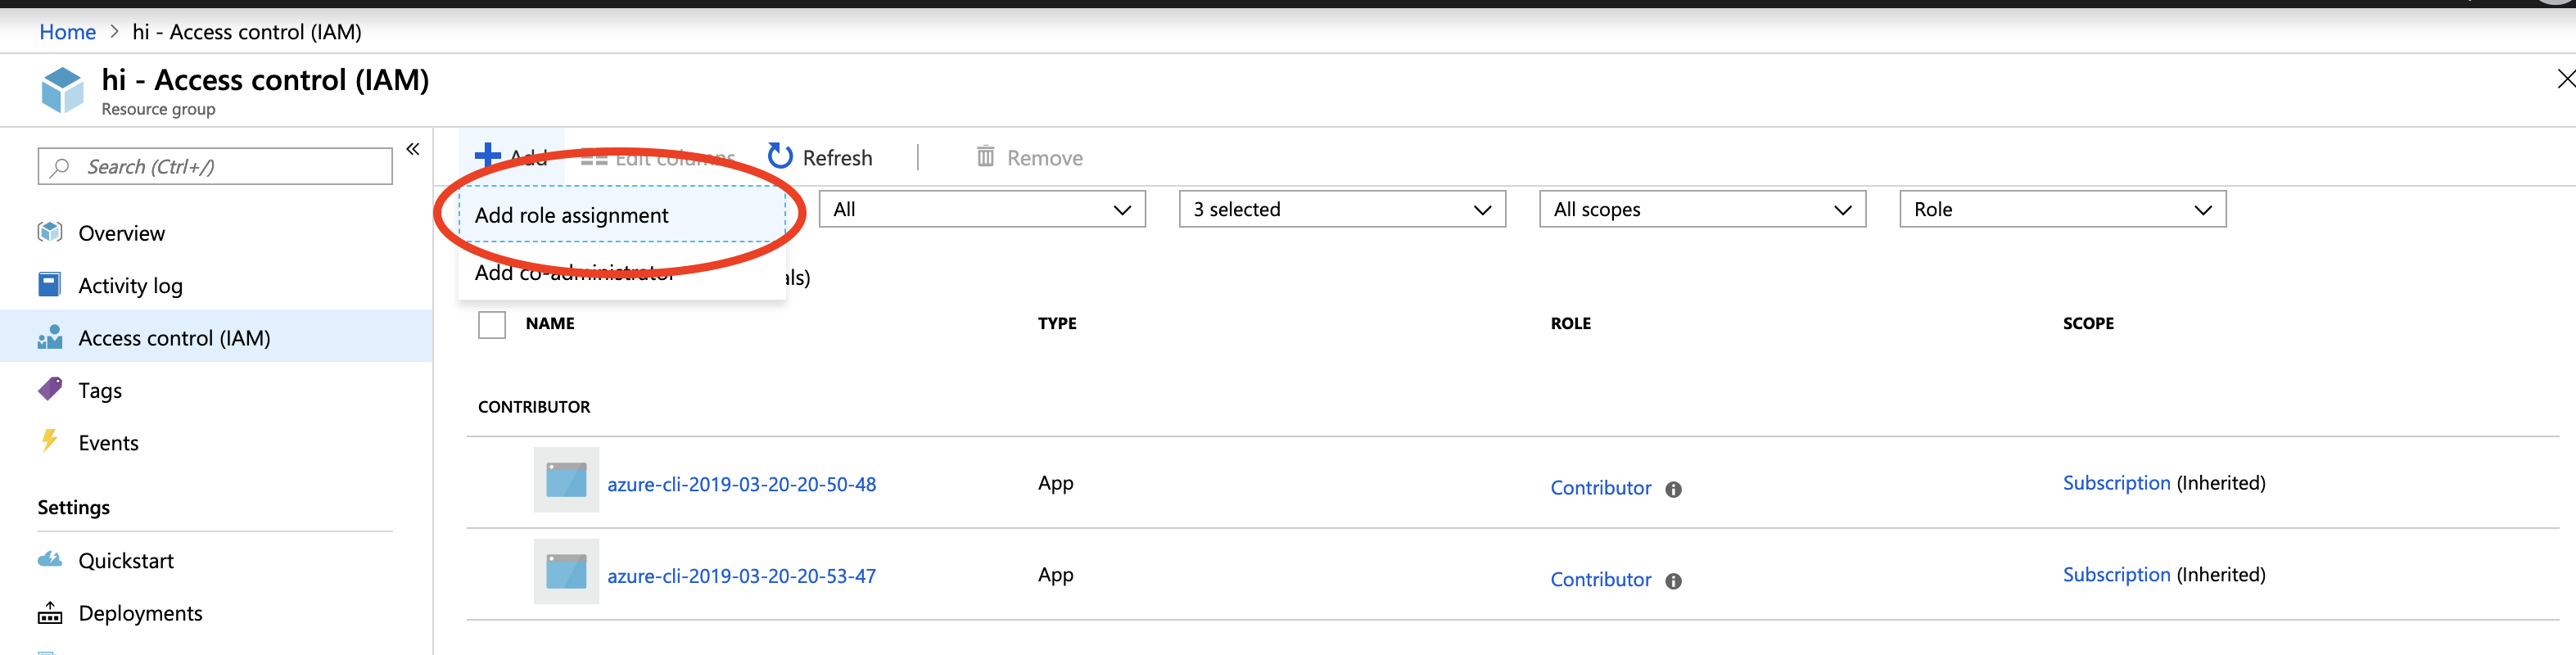 Home > hi - Access control (IAM)
hi - Access control (IAM)
Resource group
Search (Ctrl+/)
«
Overview
Activity log
Access control (IAM)
Tags
Events
Settings
Quickstart
Deployments
Add
Edit columns
Refresh
Remove
Add role assignment
Add co-administrator
als)
All
3 selected
All scopes
Role
NAME TYPE ROLE SCOPE
CONTRIBUTOR
azure-cli-2019-03-20-20-50-48 App Contributor Subscription (Inherited)
azure-cli-2019-03-20-20-53-47 App Contributor Subscription (Inherited)